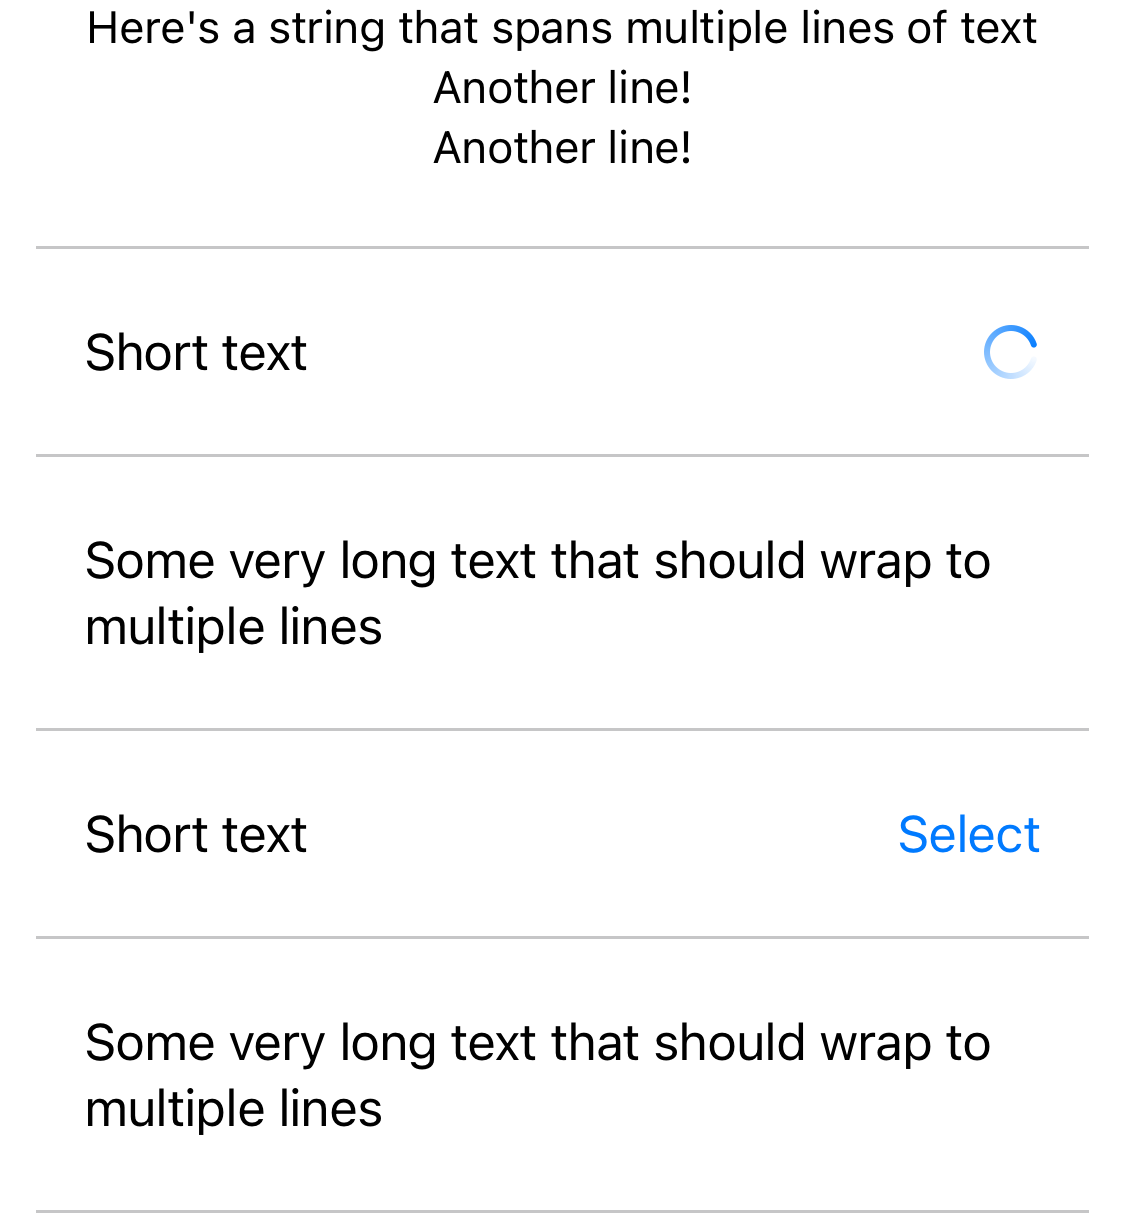 Here's a string that spans multiple lines of text
Another line!
Another line!
Short text
Some very long text that should wrap to
multiple lines
Short text
Select
Some very long text that should wrap to
multiple lines